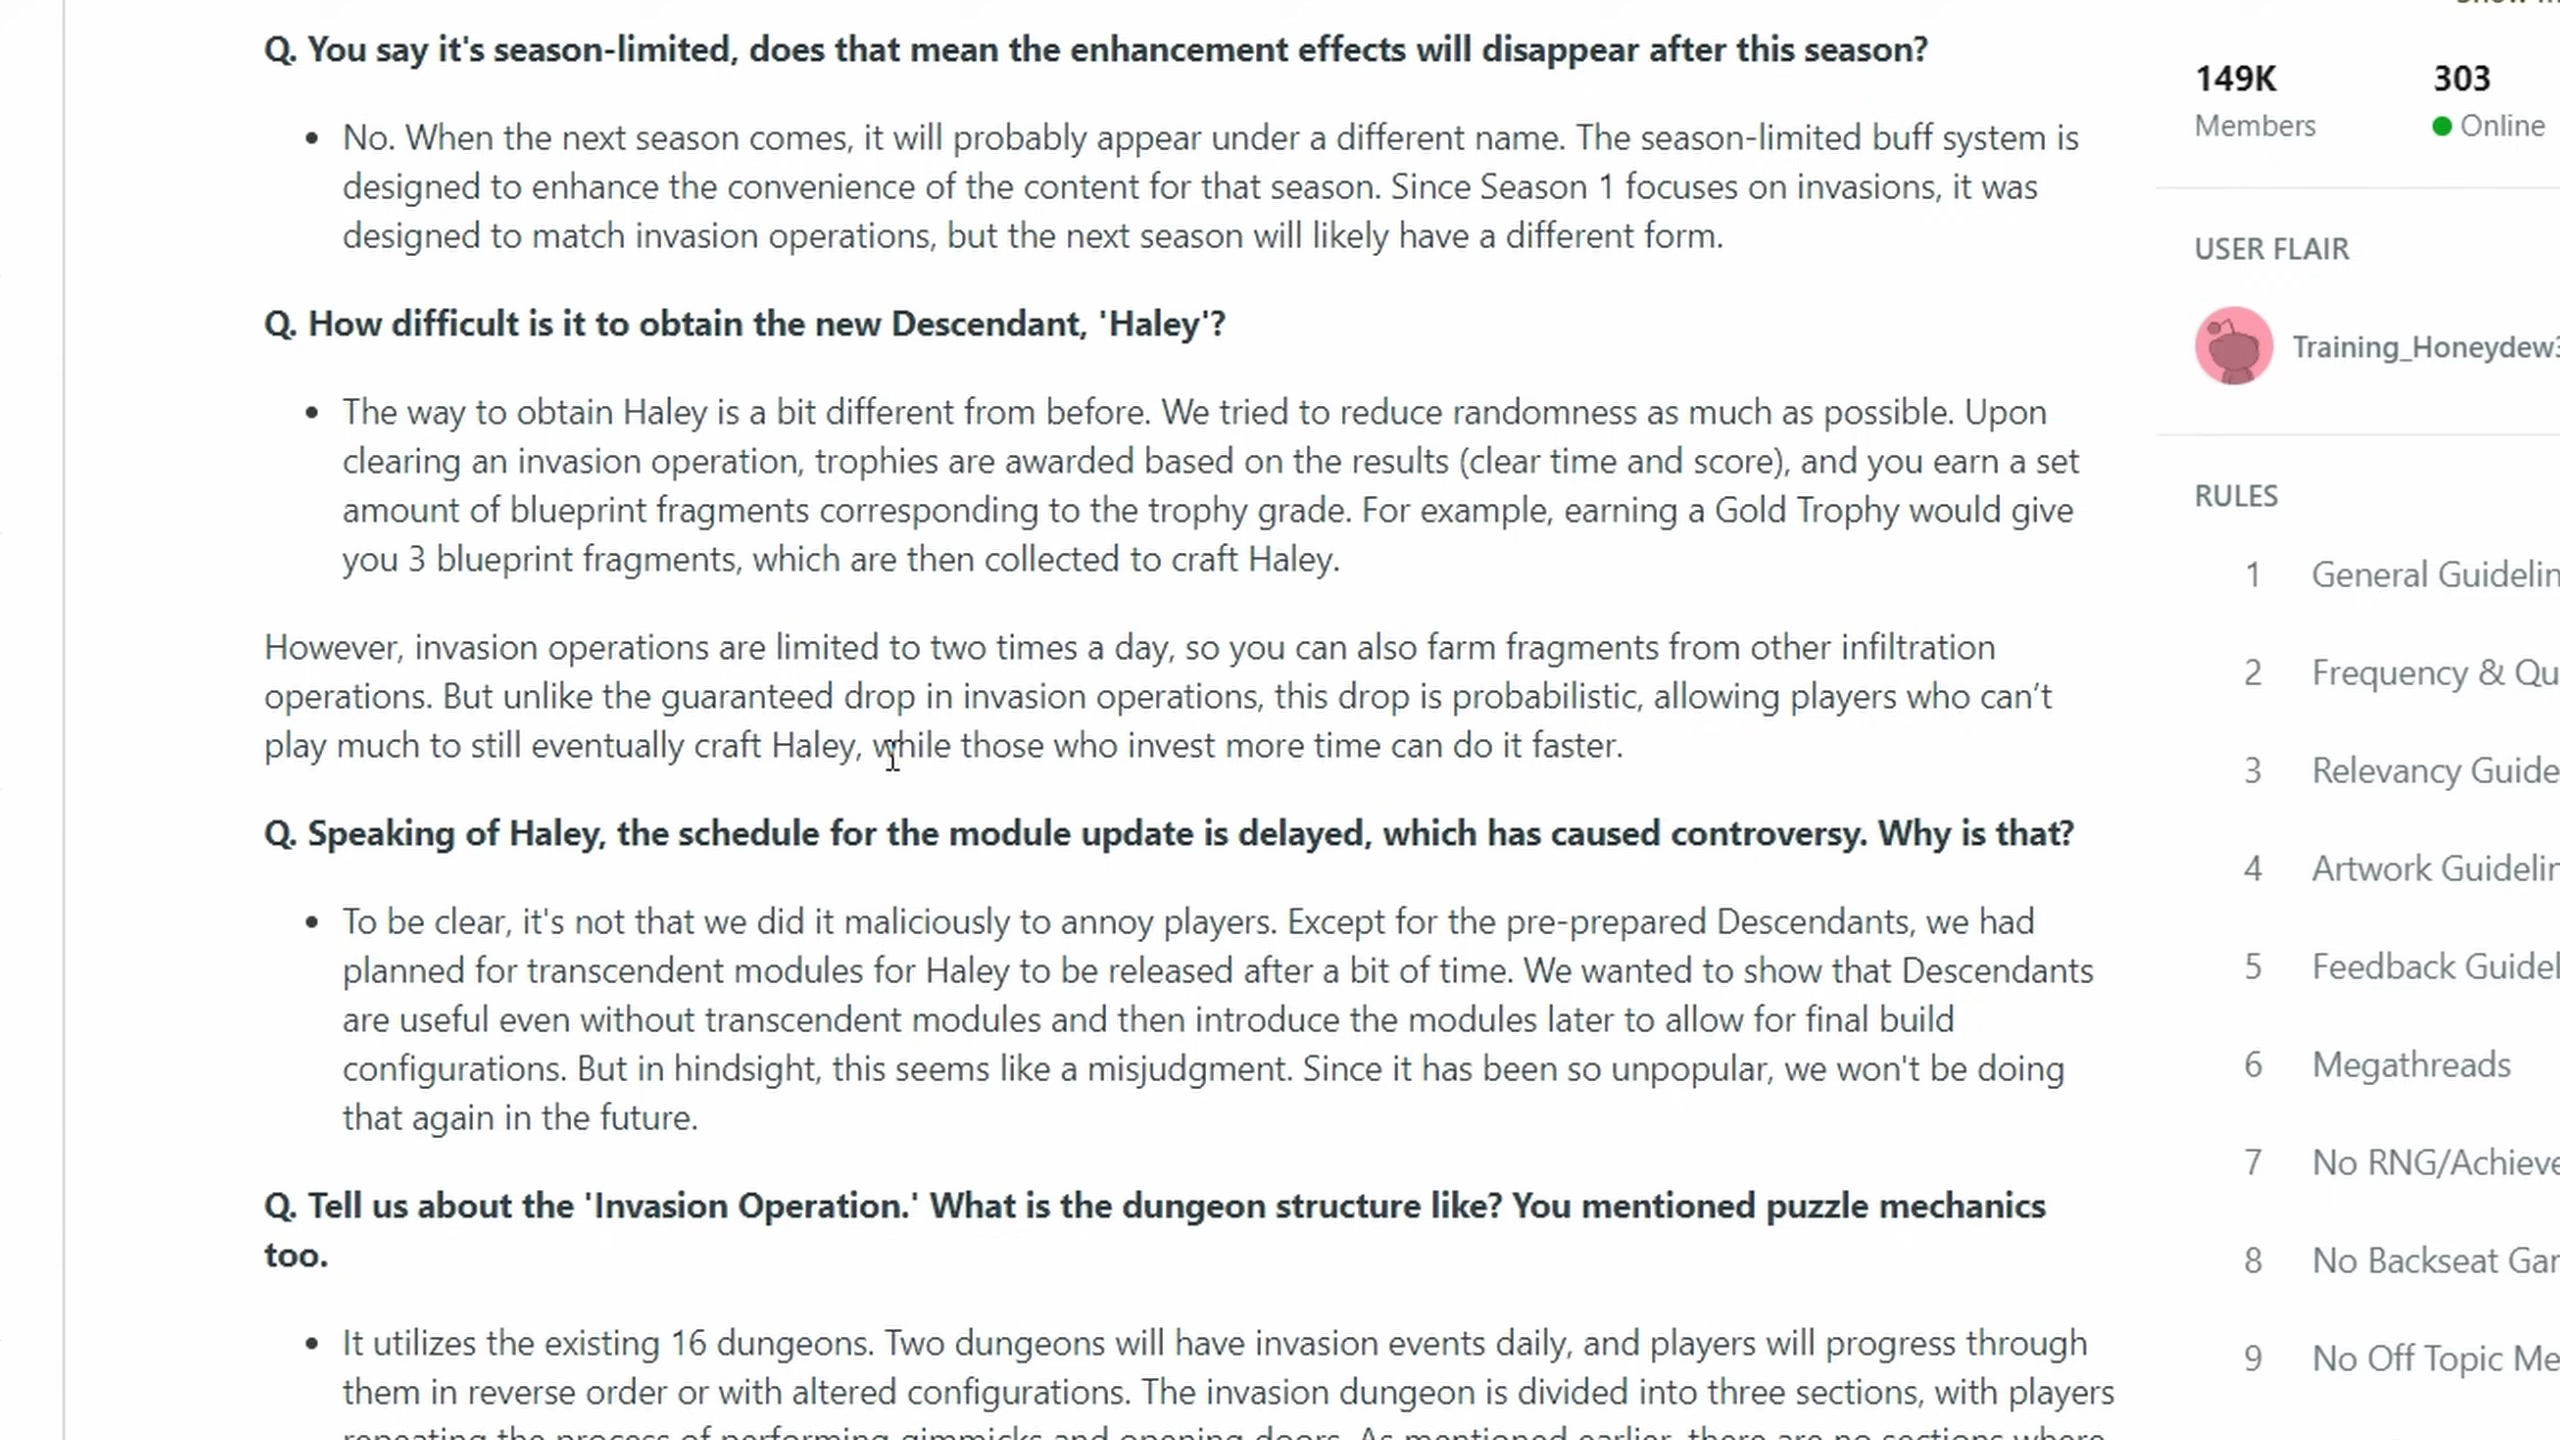 Q. You say it's season-limited, does that mean the enhancement effects will disappear after this season?
• No. When the next season comes, it will probably appear under a different name. The season-limited buff system is
designed to enhance the convenience of the content for that season. Since Season 1 focuses on invasions, it was
designed to match invasion operations, but the next season will likely have a different form.
Q. How difficult is it to obtain the new Descendant, 'Haley'?
• The way to obtain Haley is a bit different from before. We tried to reduce randomness as much as possible. Upon
clearing an invasion operation, trophies are awarded based on the results (clear time and score), and you earn a set
amount of blueprint fragments corresponding to the trophy grade. For example, earning a Gold Trophy would give
you 3 blueprint fragments, which are then collected to craft Haley.
However, invasion operations are limited to two times a day, so you can also farm fragments from other infiltration
operations. But unlike the guaranteed drop in invasion operations, this drop is probabilistic, allowing players who can’t
play much to still eventually craft Haley, while those who invest more time can do it faster.
Q. Speaking of Haley, the schedule for the module update is delayed, which has caused controversy. Why is that?
• To be clear, it's not that we did it maliciously to annoy players. Except for the pre-prepared Descendants, we had
planned for transcendent modules for Haley to be released after a bit of time. We wanted to show that Descendants
are useful even without transcendent modules and then introduce the modules later to allow for final build
configurations. But in hindsight, this seems like a misjudgment. Since it has been so unpopular, we won't be doing
that again in the future.
Q. Tell us about the 'Invasion Operation.' What is the dungeon structure like? You mentioned puzzle mechanics
too.
• It utilizes the existing 16 dungeons. Two dungeons will have invasion events daily, and players will progress through
them in reverse order or with altered configurations. The invasion dungeon is divided into three sections, with players
repeating the process of performing gimmicks and opening doors. As mentioned earlier, there are no sections where
149K 303
Members Online
USER FLAIR
Training_Honeydew
RULES
1 General
2 Frequency &
3 Relevancy
4 Artwork
5 Feedback
6 Megathreads
7 No
8 No Backseat
9 No Off Topic